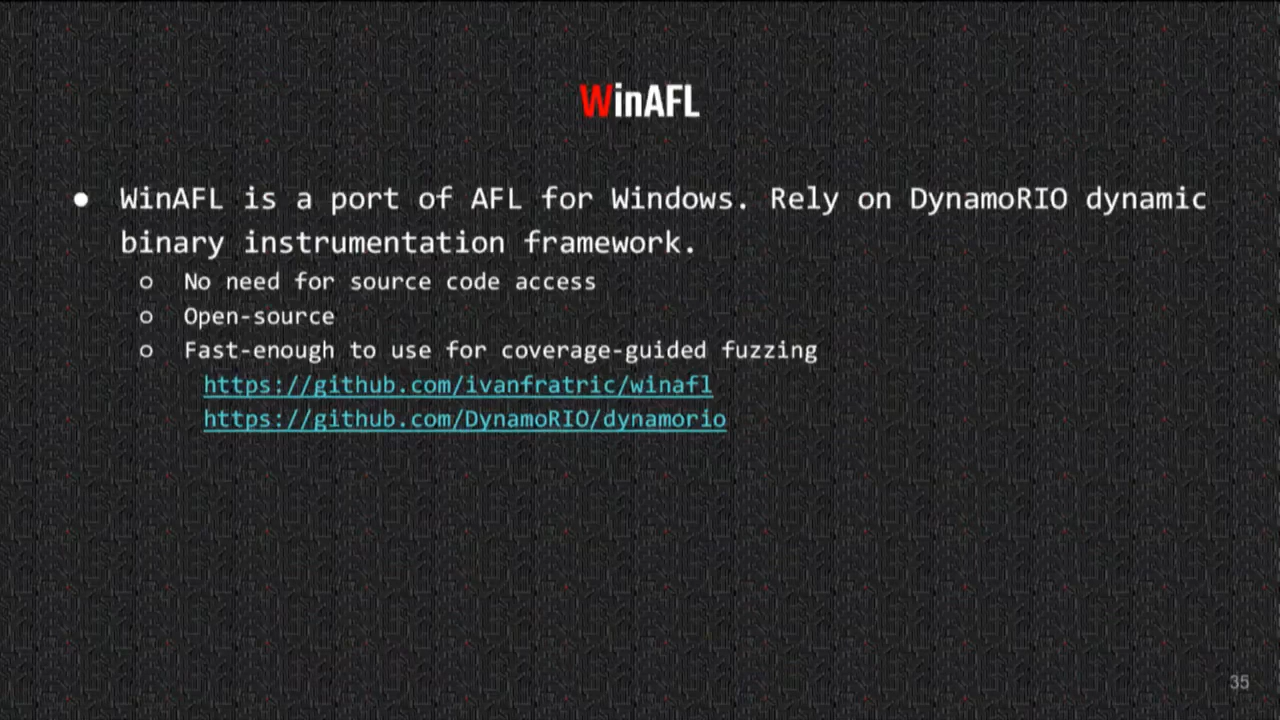 WinAFL
● WinAFL is a port of AFL for Windows. Rely on DynamoRIO dynamic
binary instrumentation framework.
○ No need for source code access
○ Open-source
○ Fast-enough to use for coverage-guided fuzzing
https://github.com/ivanfratric/winafl
https://github.com/DynamoRIO/dynamorio
35